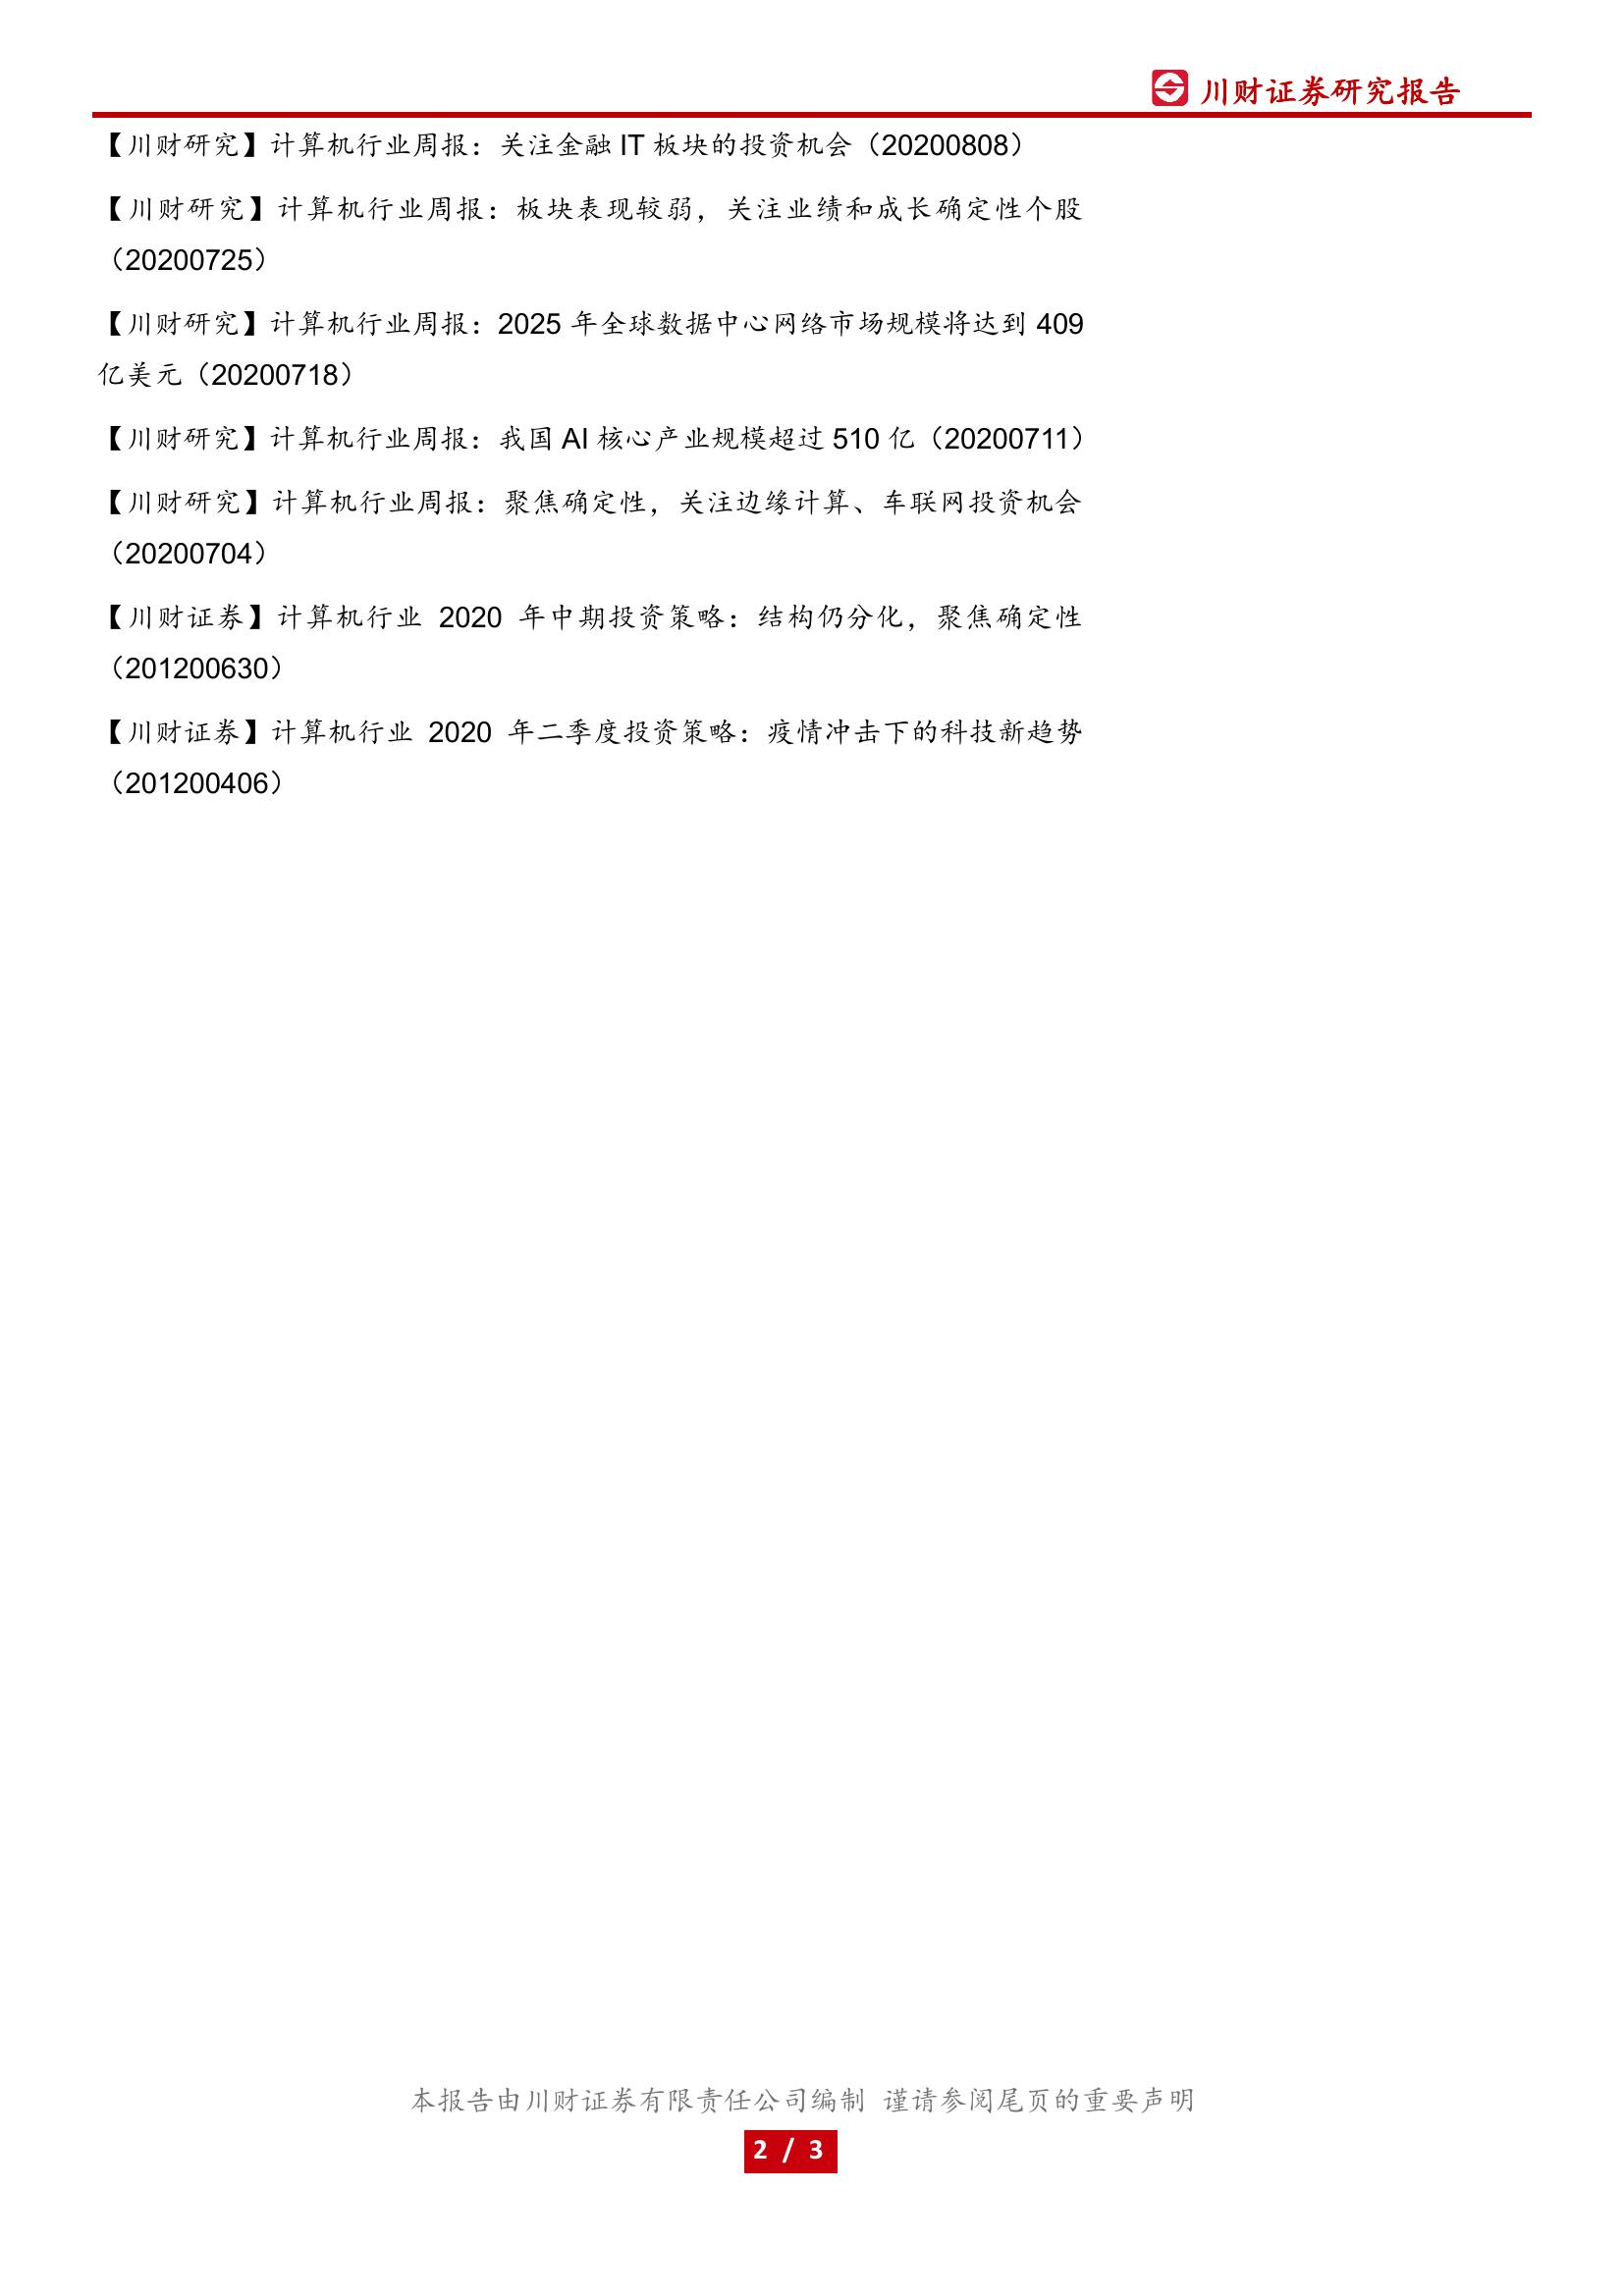 川财证券研究报告
【川财研究】计算机行业周报：关注金融 IT 板块的投资机会（20200808）
【川财研究】计算机行业周报：板块表现较弱，关注业绩和成长确定性个股
（20200725）
【川财研究】计算机行业周报：2025 年全球数据中心网络市场规模将达到 409
亿美元（20200718）
【川财研究】计算机行业周报：我国 AI 核心产业规模超过 510 亿（20200711）
【川财研究】计算机行业周报：聚焦确定性，关注边缘计算、车联网投资机会
（20200704）
【川财证券】计算机行业 2020 年中期投资策略：结构仍分化，聚焦确定性
（201200630）
【川财证券】计算机行业 2020 年二季度投资策略：疫情冲击下的科技新趋势
（201200406）
本报告由川财证券有限责任公司编制 谨请参阅尾页的重要声明
2 / 3